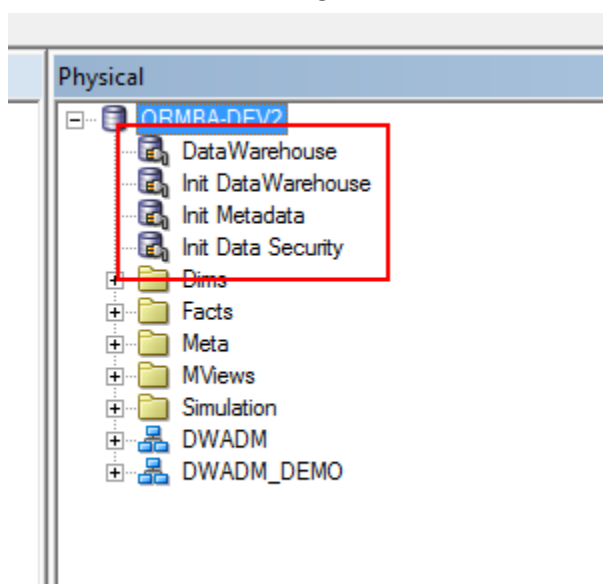 Physical
ORMBA-DEV2
DataWarehouse
Init DataWarehouse
Init Metadata
Init Data Security
Dims
Facts
Meta
MViews
Simulation
DWADM
DWADM_DEMO